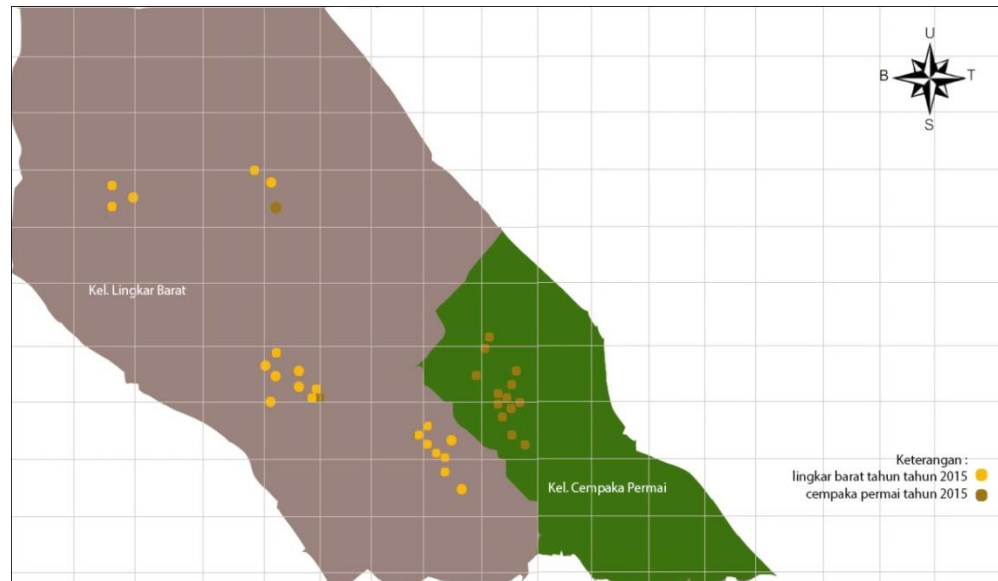 U
B T
S
Kel. Lingkar Barat
Kel. Cempaka Permai
Keterangan :
lingkar barat tahun tahun 2015
cempaka permai tahun 2015